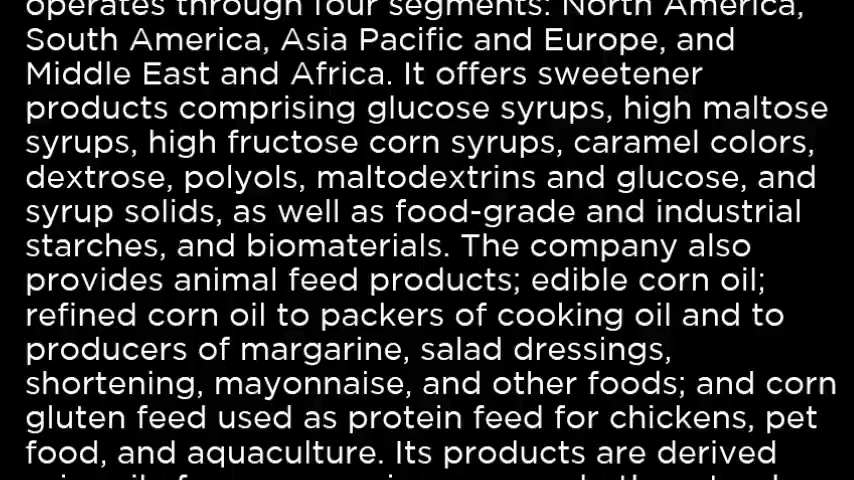 operates through four segments: North America,
South America, Asia Pacific and Europe, and
Middle East and Africa. It offers sweetener
products comprising glucose syrups, high maltose
syrups, high fructose corn syrups, caramel colors,
dextrose, polyols, maltodextrins and glucose, and
syrup solids, as well as food-grade and industrial
starches, and biomaterials. The company also
provides animal feed products; edible corn oil;
refined corn oil to packers of cooking oil and to
producers of margarine, salad dressings,
shortening, mayonnaise, and other foods; and corn
gluten feed used as protein feed for chickens, pet
food, and aquaculture. Its products are derived